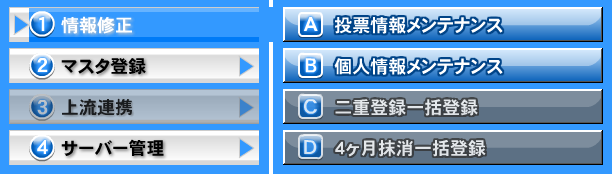 1 情報修正
2 マスタ登録
3 上流連携
4 サーバー管理
A 投票情報メンテナンス
B 個人情報メンテナンス
C 二重登録一括登録
D 4ヶ月抹消一括登録